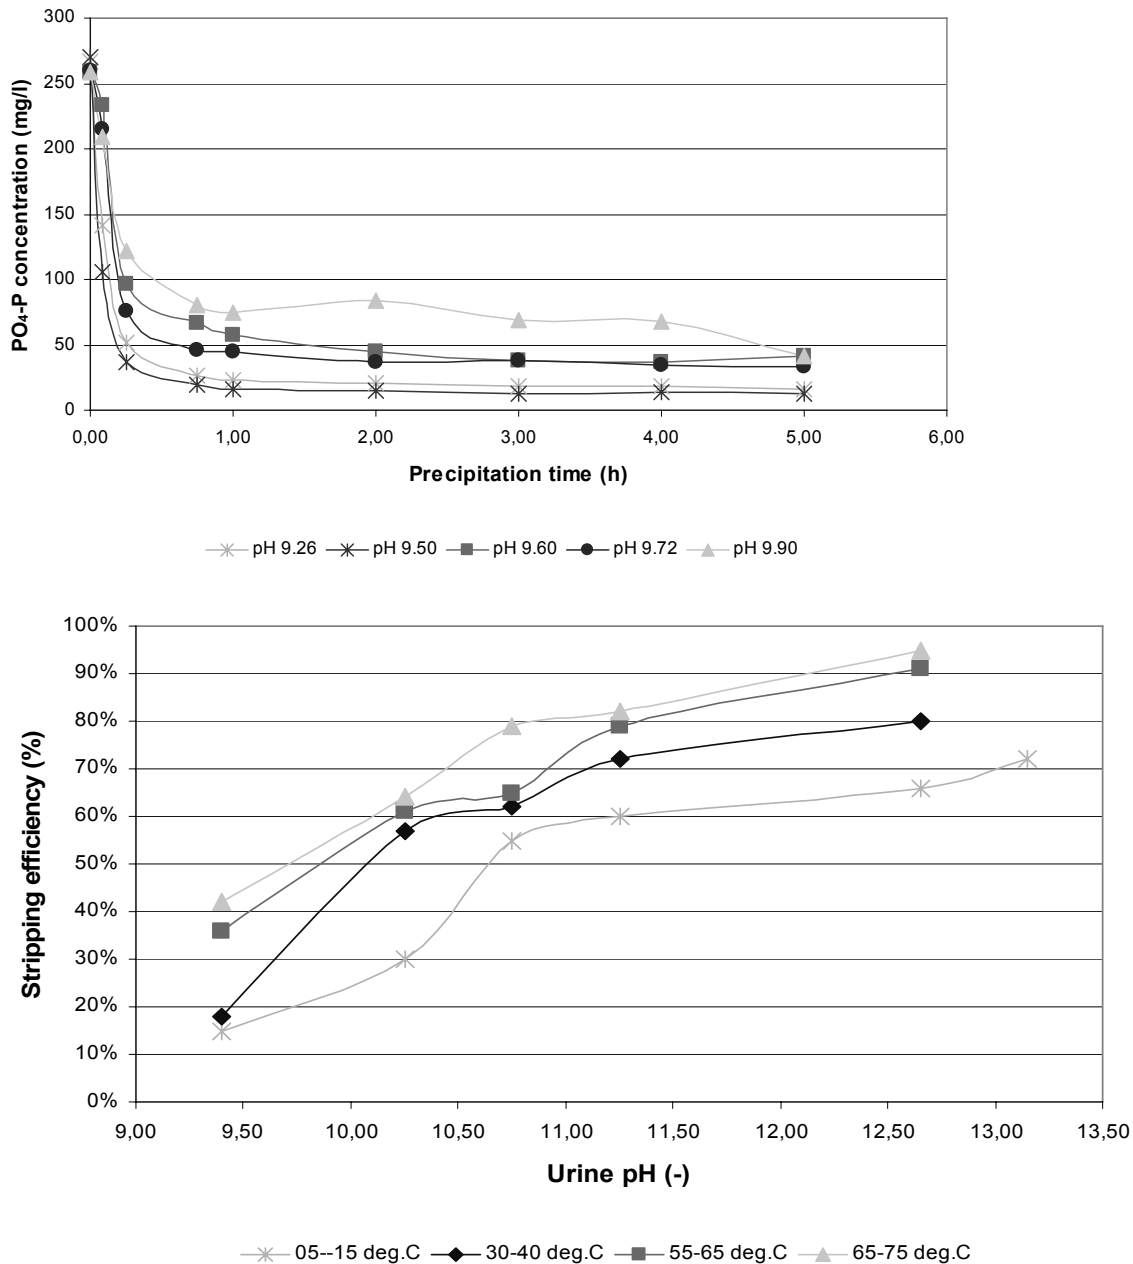 300
250
200
150
100
50
0
PO₄-P concentration (mg/l)
0,00 1,00 2,00 3,00 4,00 5,00 6,00
Precipitation time (h)
pH 9.26 pH 9.50 pH 9.60 pH 9.72 pH 9.90
100%
90%
80%
70%
60%
50%
40%
30%
20%
10%
0%
Stripping efficiency (%)
9,00 9,50 10,00 10,50 11,00 11,50 12,00 12,50 13,00 13,50
Urine pH (-)
05--15 deg.C 30-40 deg.C 55-65 deg.C 65-75 deg.C